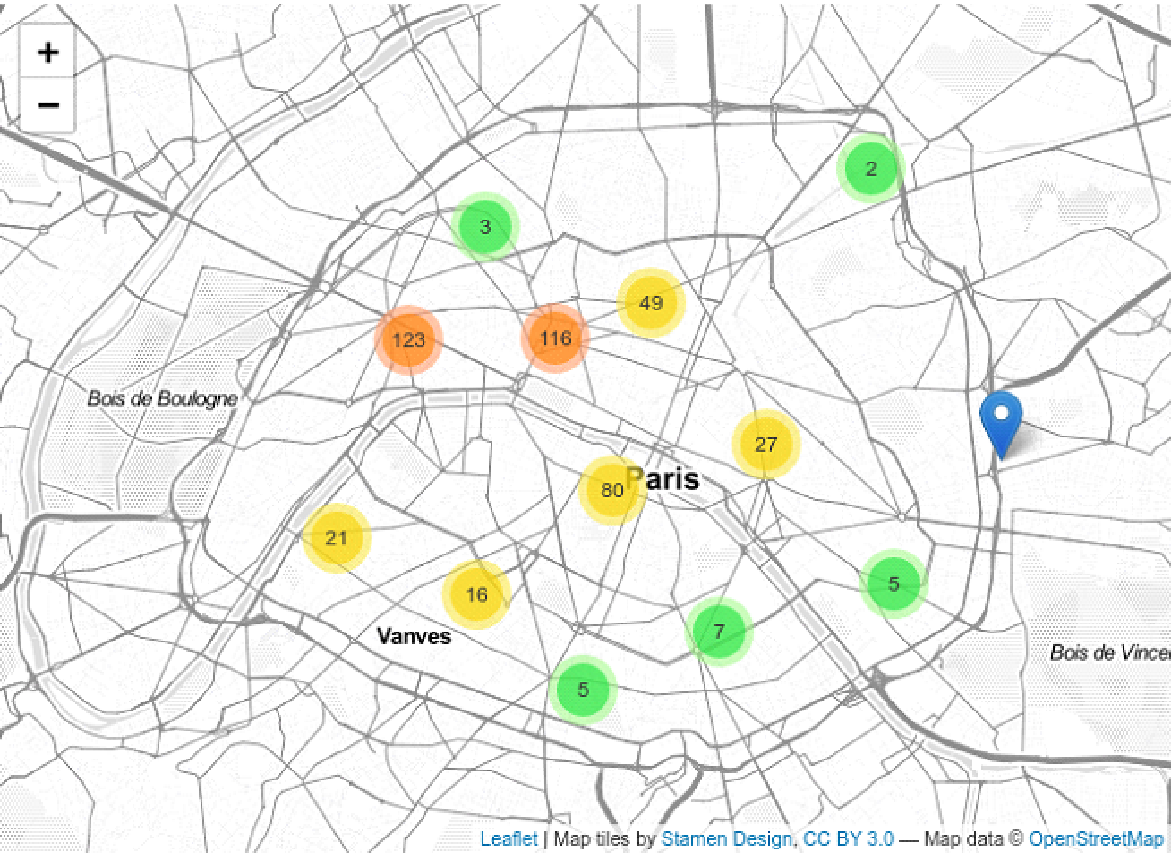 +
−
2
3
49
123
116
Bois de Boulogne
27
Paris
80
21
5
16
7
Vanves
Bois de Vince
5
Leaflet | Map tiles by Stamen Design, CC BY 3.0 — Map data © OpenStreetMap